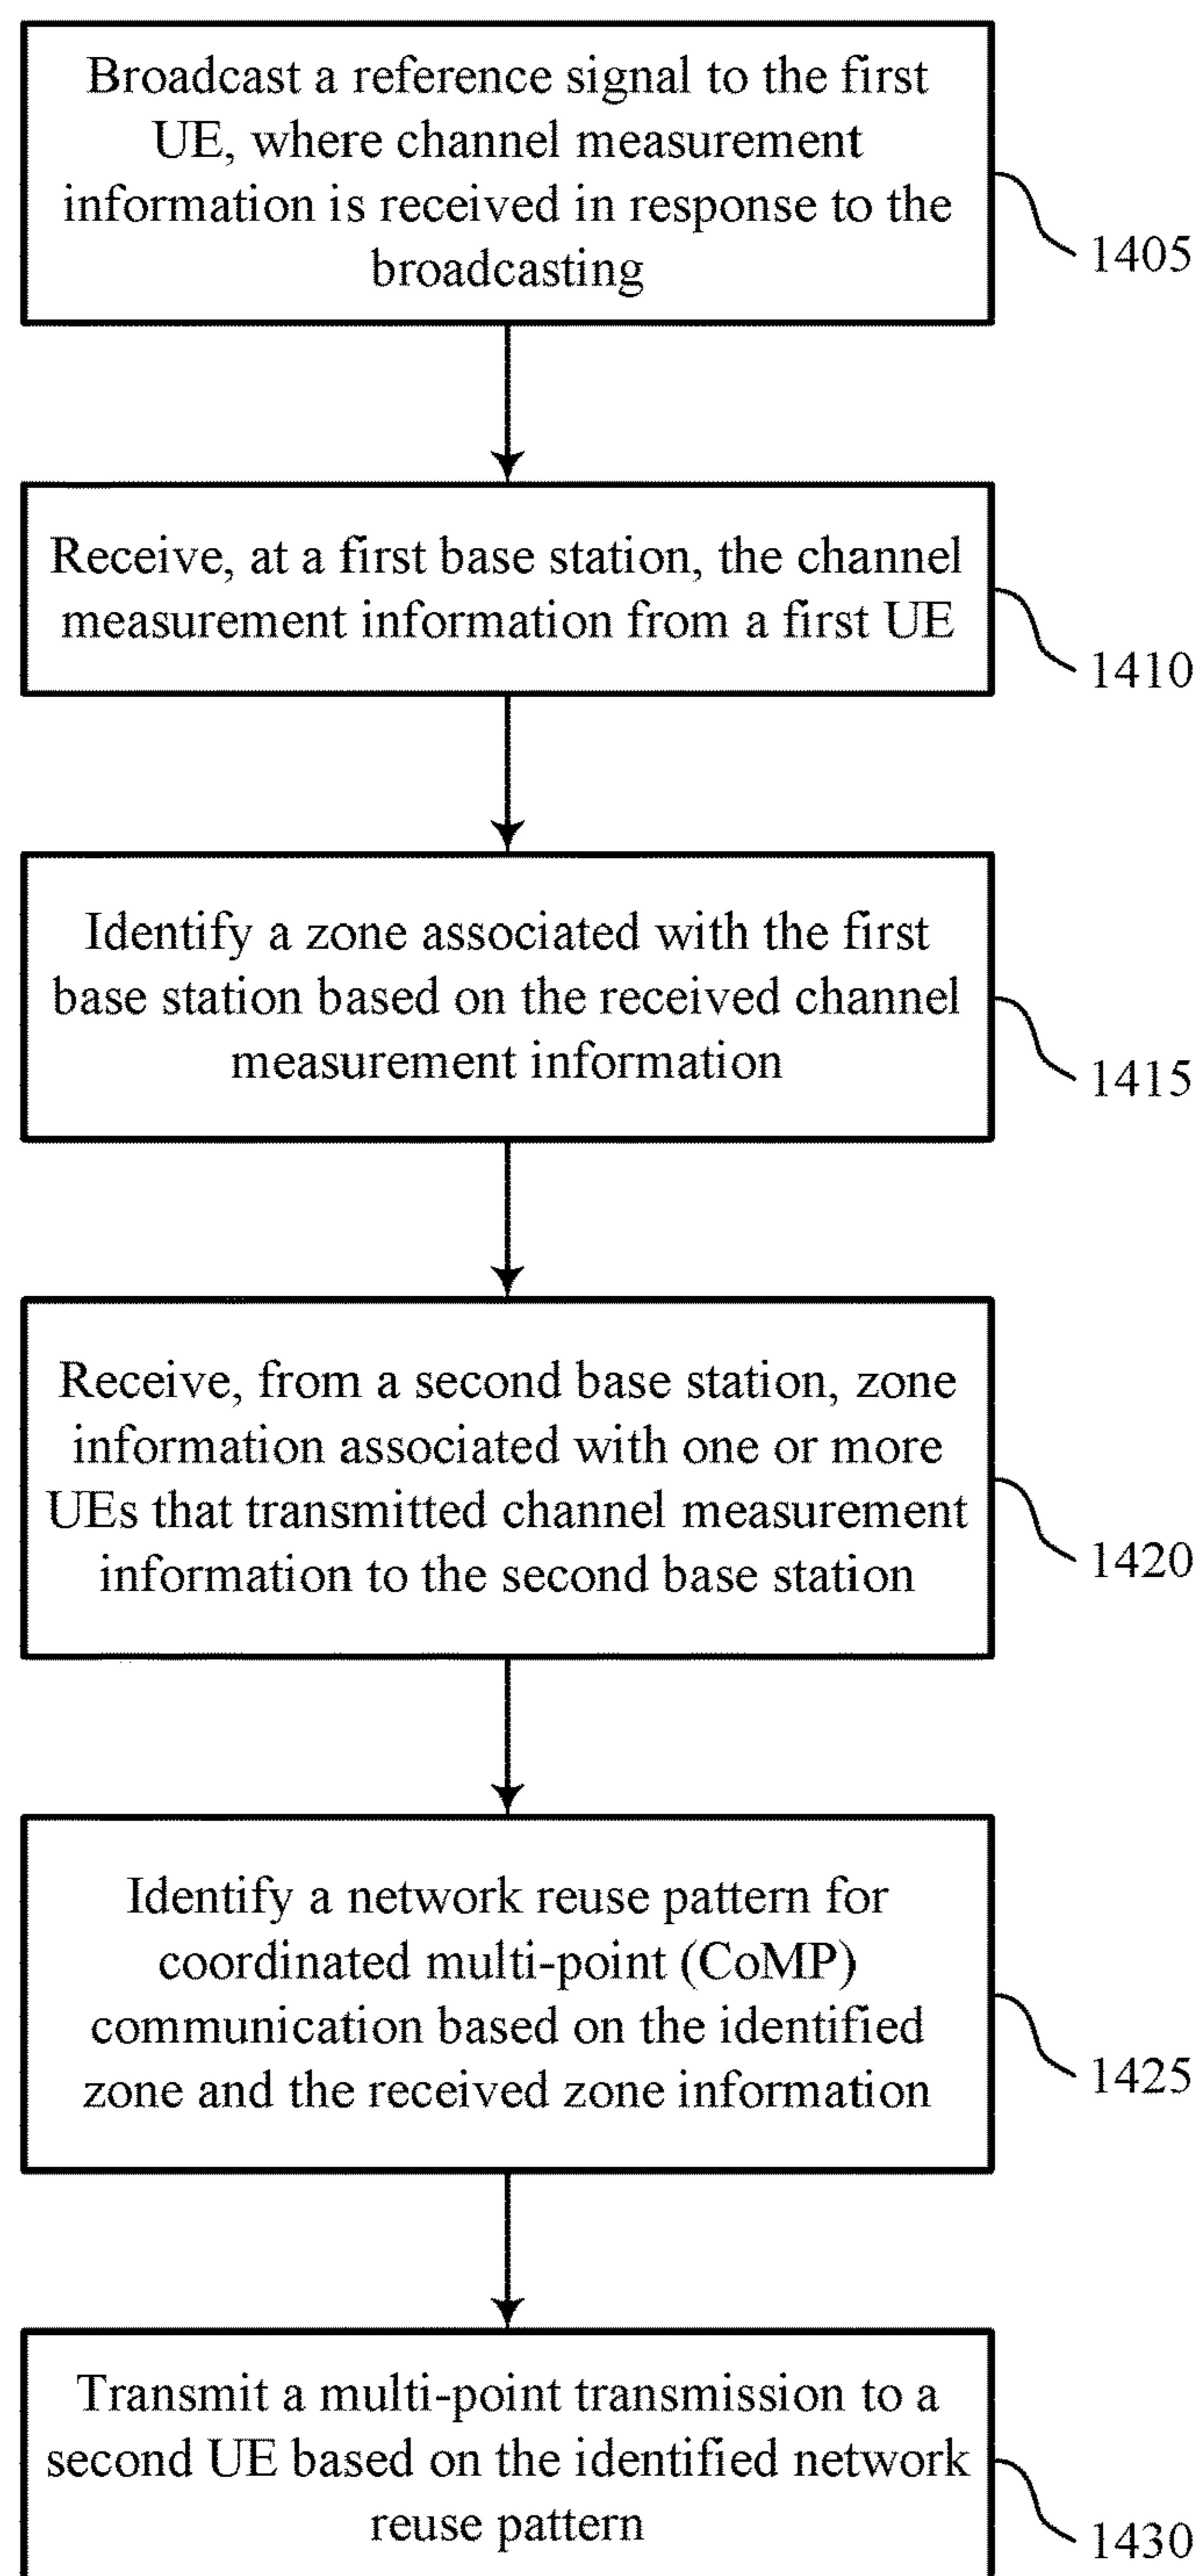 Broadcast a reference signal to the first
UE, where channel measurement
information is received in response to the
broadcasting
1405
Receive, at a first base station, the channel
measurement information from a first UE
1410
Identify a zone associated with the first
base station based on the received channel
measurement information
1415
Receive, from a second base station, zone
information associated with one or more
UEs that transmitted channel measurement
information to the second base station
1420
Identify a network reuse pattern for
coordinated multi-point (CoMP)
communication based on the identified
zone and the received zone information
1425
Transmit a multi-point transmission to a
second UE based on the identified network
reuse pattern
1430